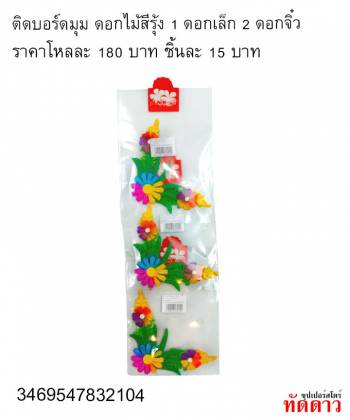 ติดบอร์ดมุม ดอกไม้สีรุ้ง 1 ดอกเล็ก 2 ดอกจิ๋ว
ราคาโหลละ 180 บาท ชิ้นละ 15 บาท
3469547832104
ซุปเปอร์สโตร์
ทัดดาว